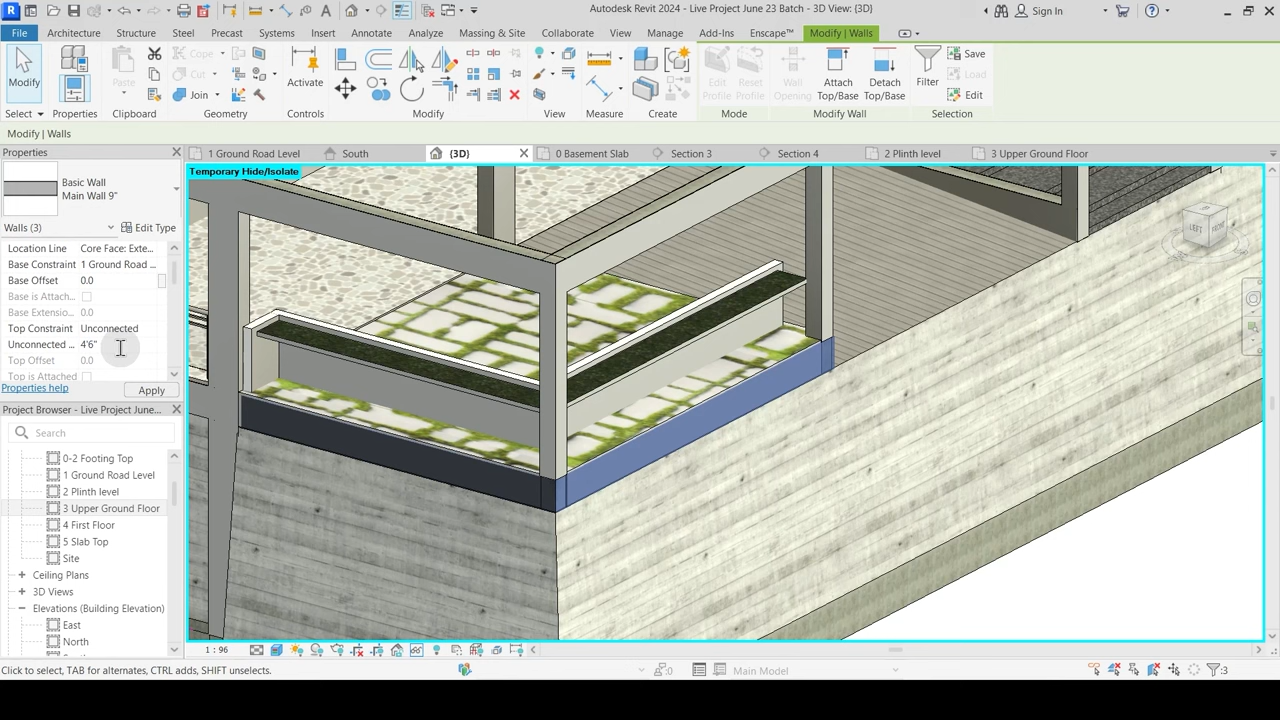 Autodesk Revit 2024 - Live Project June 23 Batch - 3D View: {3D}
Sign In
File Architecture Structure Steel Precast Systems Insert Annotate Analyze Massing & Site Collaborate View Manage Add-Ins Enscape™ Modify | Walls
Modify
Properties
Paste
Cope
Cut
Join
Activate
Edit Profile
Reset Profile
Wall Opening
Attach Top/Base
Detach Top/Base
Filter
Save
Load
Edit
Select Properties Clipboard Geometry Controls Modify View Measure Create Mode Modify Wall Selection
Modify | Walls
Properties
1 Ground Road Level South {3D} 0 Basement Slab Section 3 Section 4 2 Plinth level 3 Upper Ground Floor
Temporary Hide/Isolate
Basic Wall
Main Wall 9"
Walls (3) Edit Type
Location Line Core Face: Exte...
Base Constraint 1 Ground Road ...
Base Offset 0.0
Base is Attach...
Base Extensio... 0.0
Top Constraint Unconnected
Unconnected ... 4'6"
Top Offset 0.0
Top is Attached
Properties help Apply
Project Browser - Live Project June...
Search
0-2 Footing Top
1 Ground Road Level
2 Plinth level
3 Upper Ground Floor
4 First Floor
5 Slab Top
Site
Ceiling Plans
3D Views
Elevations (Building Elevation)
East
North
LEFT FRONT
1 : 96
Click to select, TAB for alternates, CTRL adds, SHIFT unselects.
:0
Main Model
:3